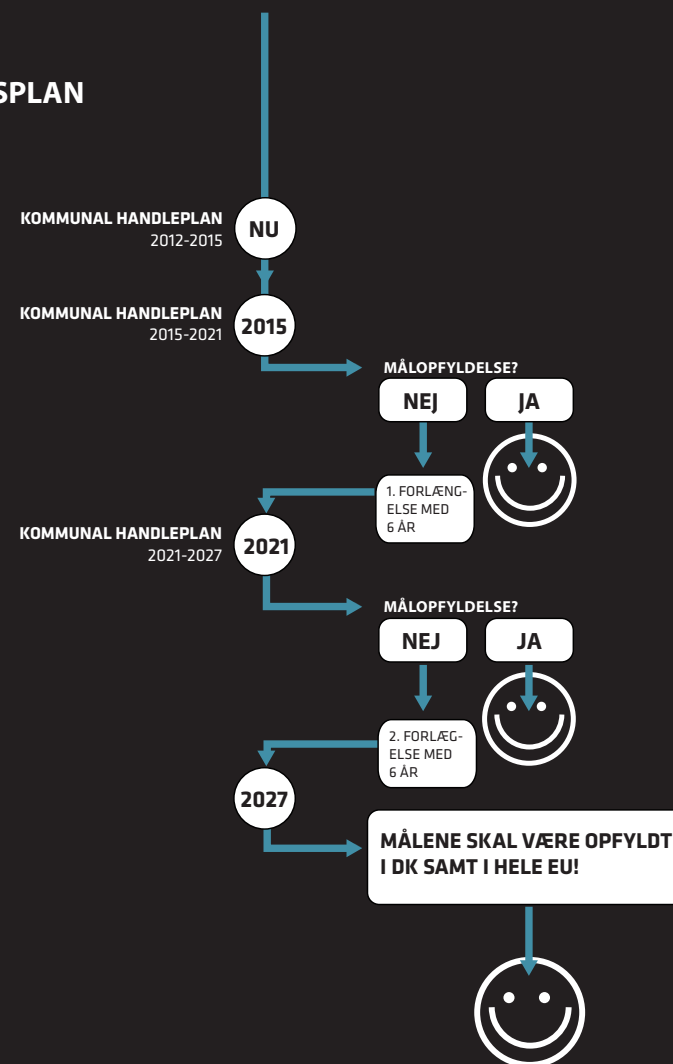 SPLAN
KOMMUNAL HANDLEPLAN
2012-2015
NU
KOMMUNAL HANDLEPLAN
2015-2021
2015
MÅLOPFYLDELSE?
NEJ
JA
1. FORLÆNG-
ELSE MED
6 ÅR
KOMMUNAL HANDLEPLAN
2021-2027
2021
MÅLOPFYLDELSE?
NEJ
JA
2. FORLÆG-
ELSE MED
6 ÅR
2027
MÅLENE SKAL VÆRE OPFYLDT
I DK SAMT I HELE EU!